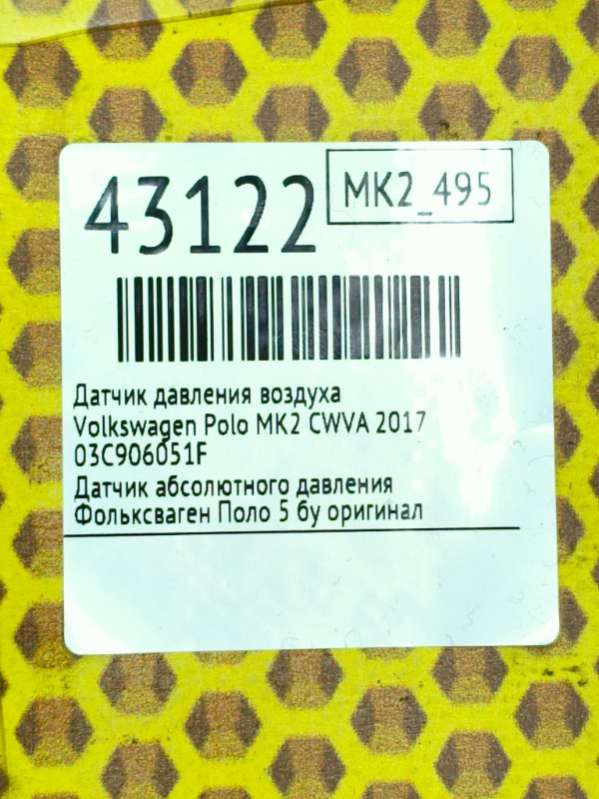 43122
MK2_495
Датчик давления воздуха
Volkswagen Polo MK2 CWVA 2017
03C906051F
Датчик абсолютного давления
Фольксваген Поло 5 бу оригинал